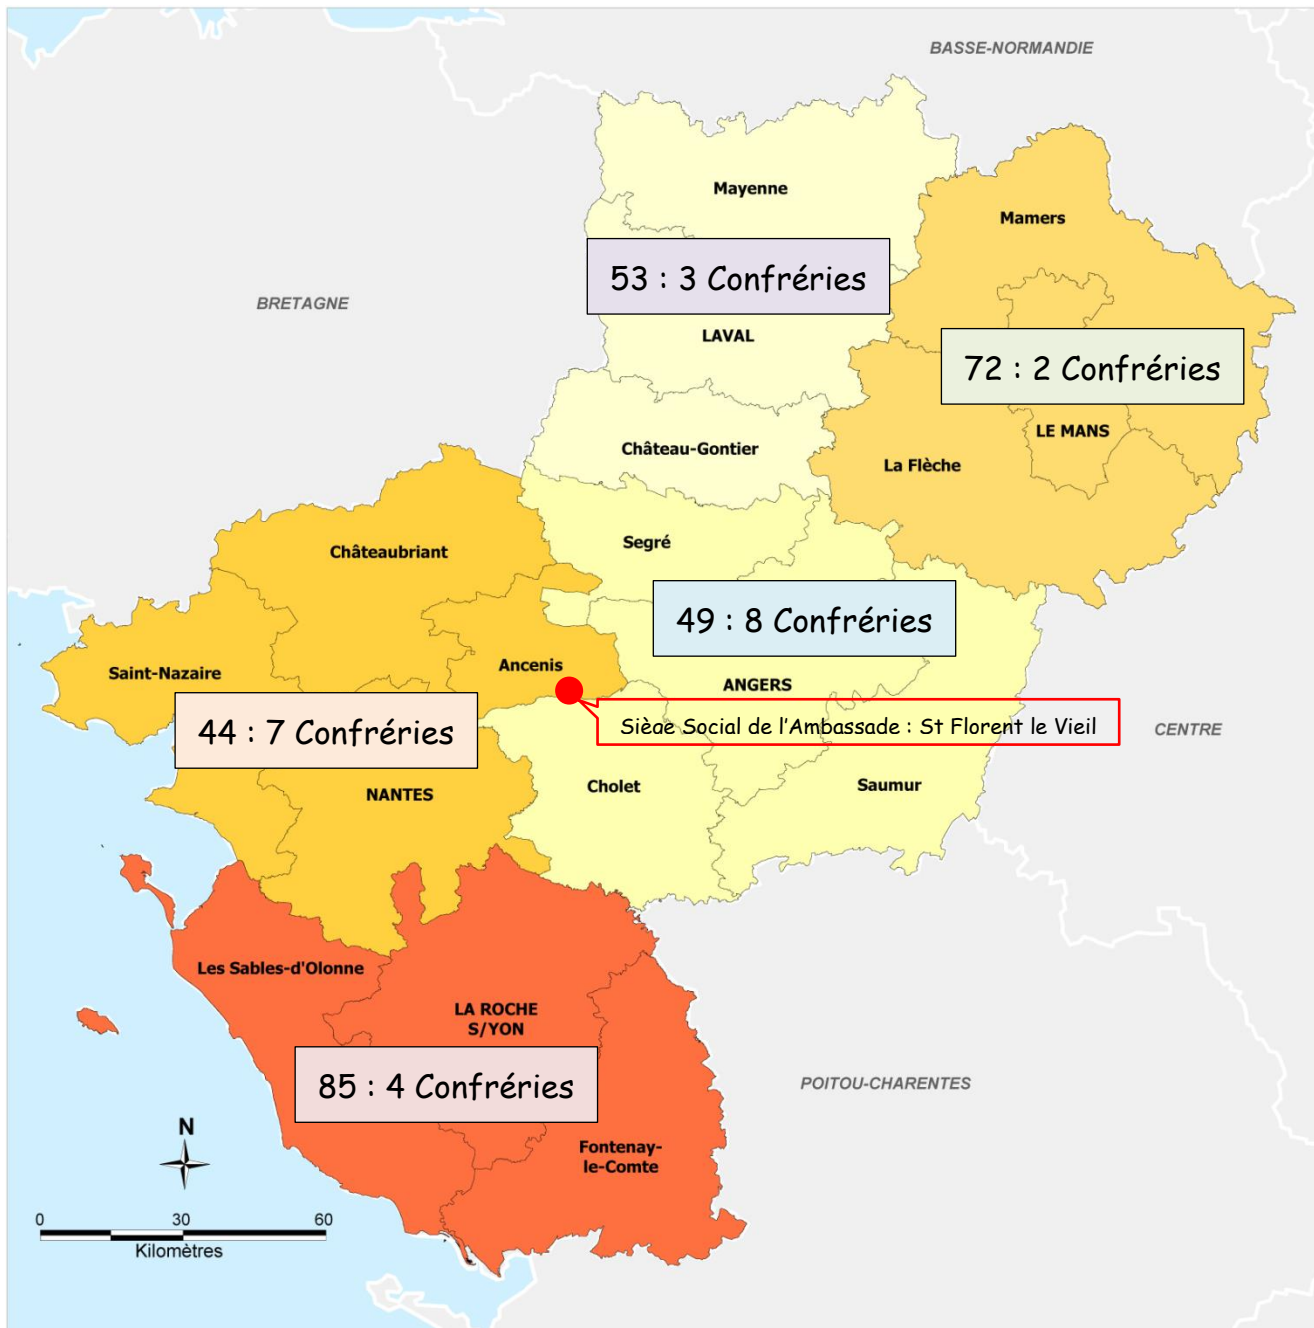 BASSE-NORMANDIE
Mayenne
Mamers
53 : 3 Confréries
BRETAGNE
LAVAL
72 : 2 Confréries
LE MANS
Château-Gontier
La Flèche
Segré
Châteaubriant
49 : 8 Confréries
Ancenis
Saint-Nazaire
ANGERS
Siège Social de l'Ambassade : St Florent le Vieil
44 : 7 Confréries
CENTRE
Cholet
Saumur
NANTES
Les Sables-d'Olonne
LA ROCHE
S/YON
85 : 4 Confréries
POITOU-CHARENTES
N
Fontenay-
le-Comte
0 30 60
Kilomètres